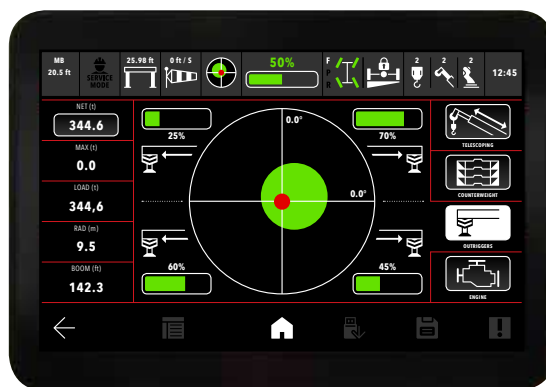 MB
20.5 ft
SERVICE
MODE
25.98 ft
0 ft / S
50%
F
P
R
2
2
2
12:45
NET (t)
344.6
MAX (t)
0.0
LOAD (t)
344,6
RAD (m)
9.5
BOOM (ft)
142.3
25%
0.0°
70%
0.0°
60%
45%
TELESCOPING
COUNTERWEIGHT
OUTRIGGERS
ENGINE